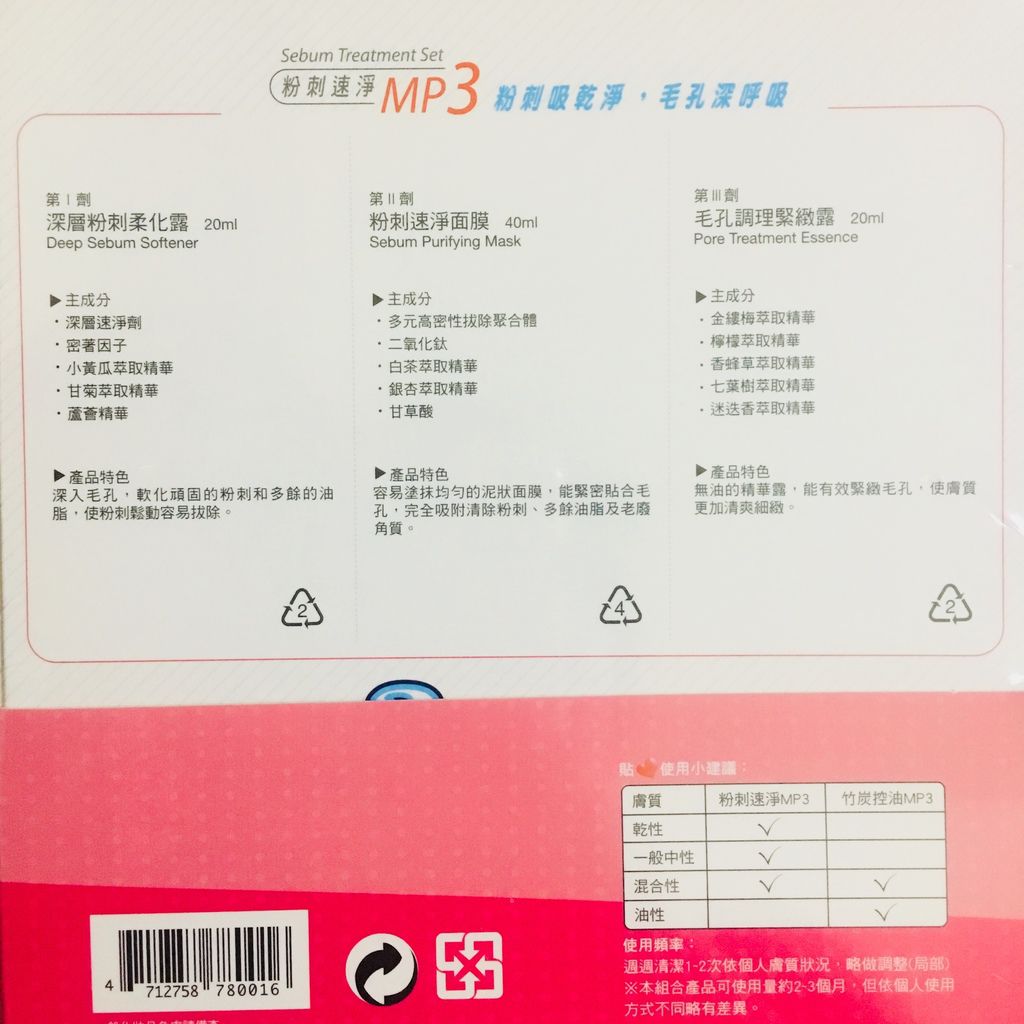 Sebum Treatment Set
粉刺速淨 MP3 粉刺吸乾淨，毛孔深呼吸
第Ⅰ劑
深層粉刺柔化露 20ml
Deep Sebum Softener
▶主成分
・深層速淨劑
・密著因子
・小黃瓜萃取精華
・甘菊萃取精華
・蘆薈精華
▶產品特色
深入毛孔，軟化頑固的粉刺和多餘的油
脂，使粉刺鬆動容易拔除。
2
第Ⅱ劑
粉刺速淨面膜 40ml
Sebum Purifying Mask
▶主成分
・多元高密性拔除聚合體
・二氧化鈦
・白茶萃取精華
・銀杏萃取精華
・甘草酸
▶產品特色
容易塗抹均勻的泥狀面膜，能緊密貼合毛
孔，完全吸附清除粉刺、多餘油脂及老廢
角質。
4
第Ⅲ劑
毛孔調理緊緻露 20ml
Pore Treatment Essence
▶主成分
・金縷梅萃取精華
・檸檬萃取精華
・香蜂草萃取精華
・七葉樹萃取精華
・迷迭香萃取精華
▶產品特色
無油的精華露，能有效緊緻毛孔，使膚質
更加清爽細緻。
2
貼 使用小建議：
膚質 粉刺速淨MP3 竹炭控油MP3
乾性 ✓
一般中性 ✓
混合性 ✓ ✓
油性 ✓
使用頻率：
週週清潔1-2次依個人膚質狀況，略做調整(局部)
※本組合產品可使用量約2-3個月，但依個人使用
方式不同略有差異。
4 712758 780016